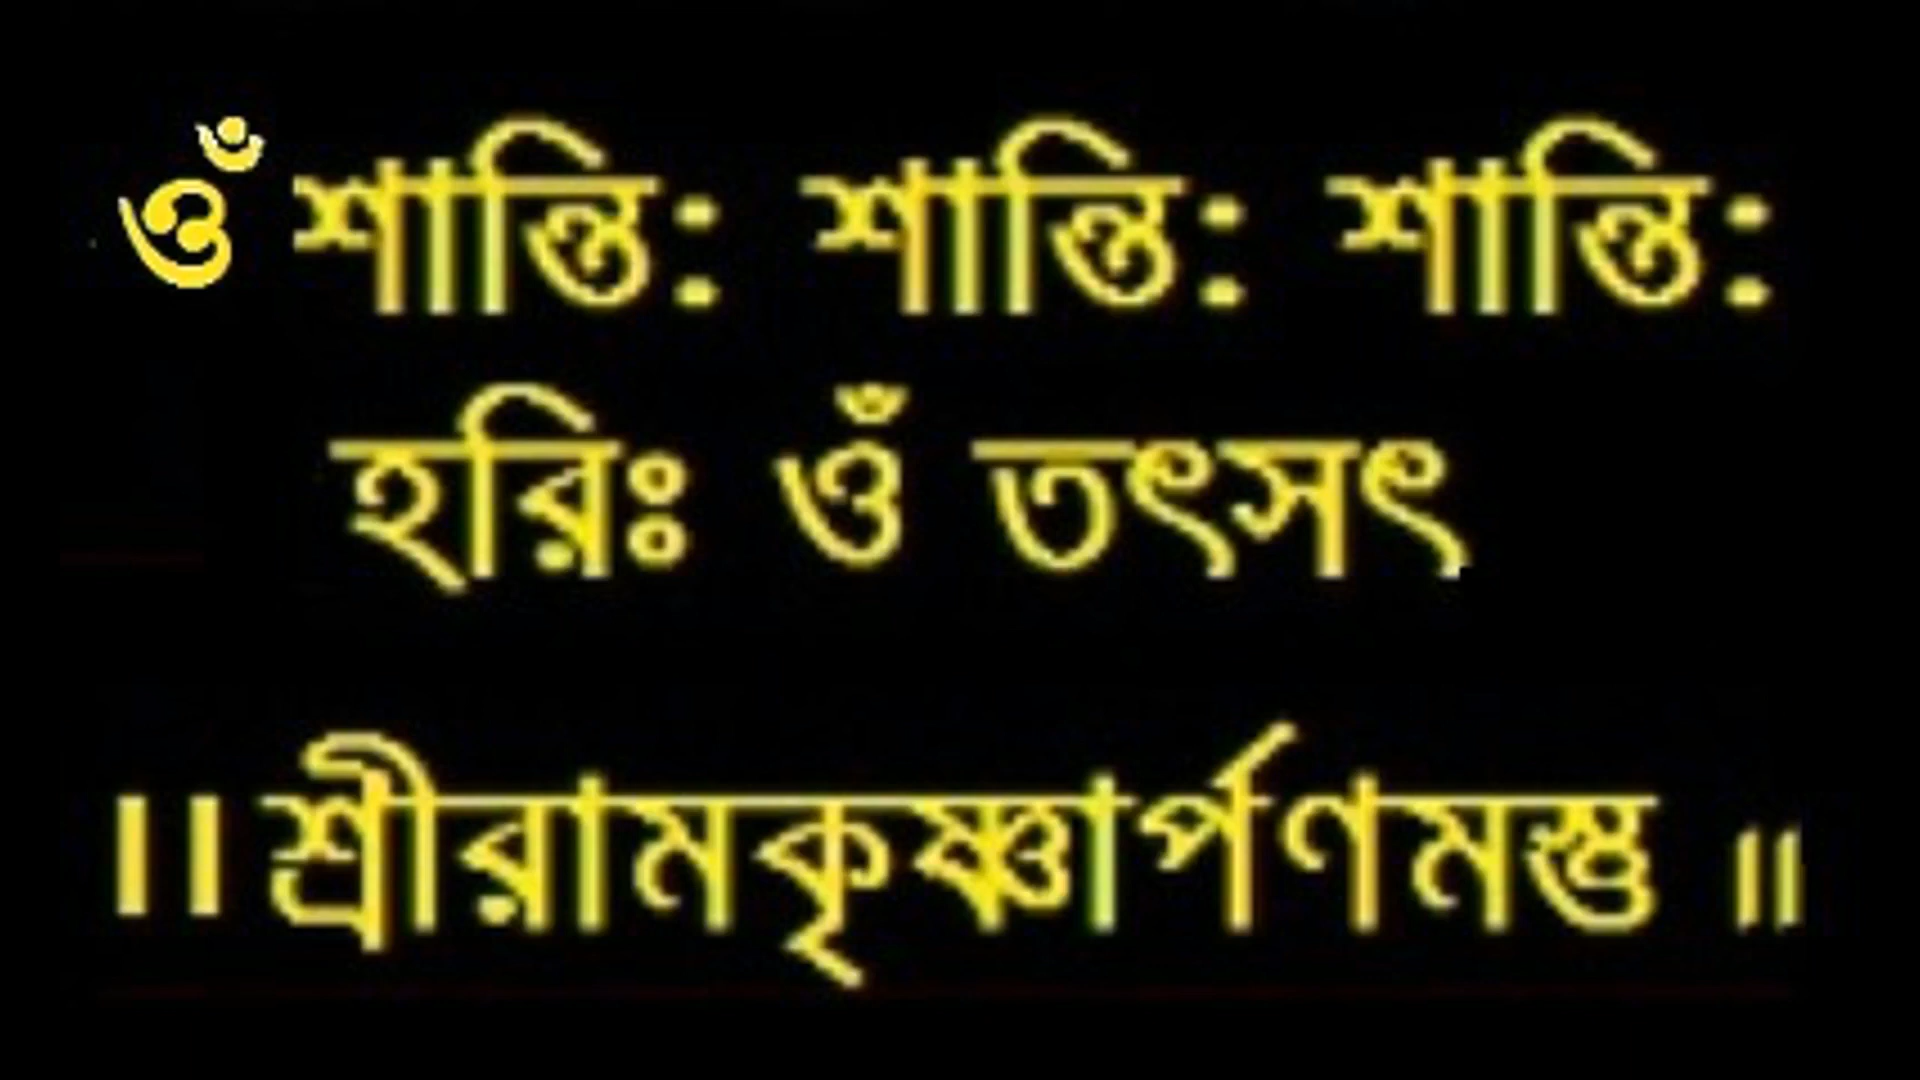 ওঁ শান্তি: শান্তি: শান্তি:
হরিঃ ওঁ তৎসৎ
।। শ্রীরামকৃষ্ণার্পণমস্তু ॥